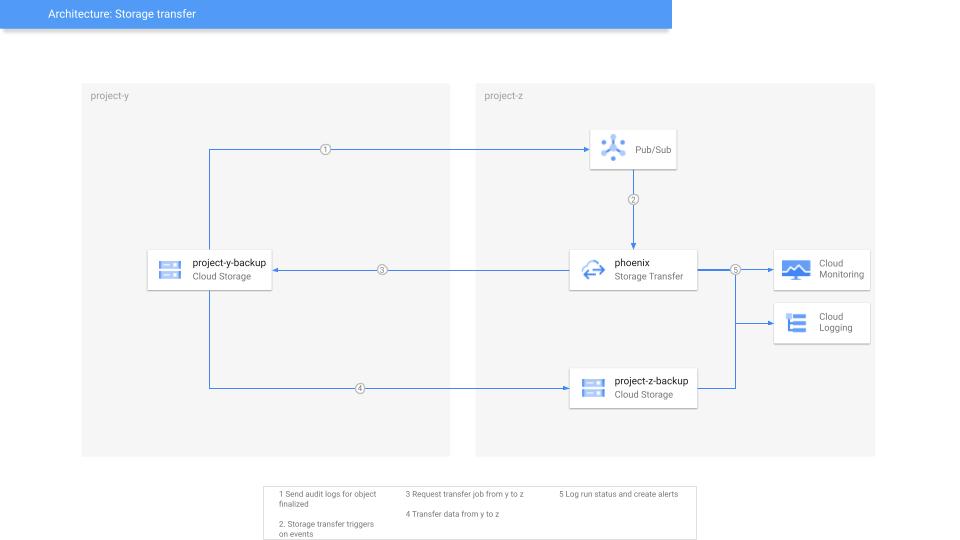 Architecture: Storage transfer
project-y
project-z
1
Pub/Sub
2
project-y-backup
Cloud Storage
3
phoenix
Storage Transfer
5
Cloud
Monitoring
Cloud
Logging
4
project-z-backup
Cloud Storage
1 Send audit logs for object
finalized
2. Storage transfer triggers
on events
3 Request transfer job from y to z
4 Transfer data from y to z
5 Log run status and create alerts